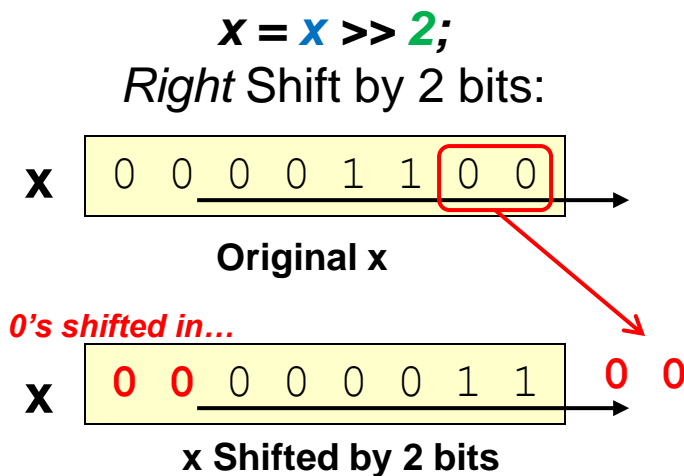 x = x >> 2;
Right Shift by 2 bits:
x 0 0 0 0 1 1 0 0
Original x
0's shifted in…
x 0 0 0 0 0 0 1 1 0 0
x Shifted by 2 bits